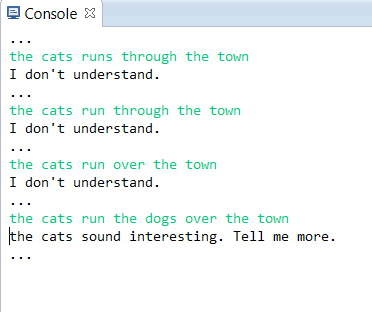 Console
...
the cats runs through the town
I don't understand.
...
the cats run through the town
I don't understand.
...
the cats run over the town
I don't understand.
...
the cats run the dogs over the town
the cats sound interesting. Tell me more.
...